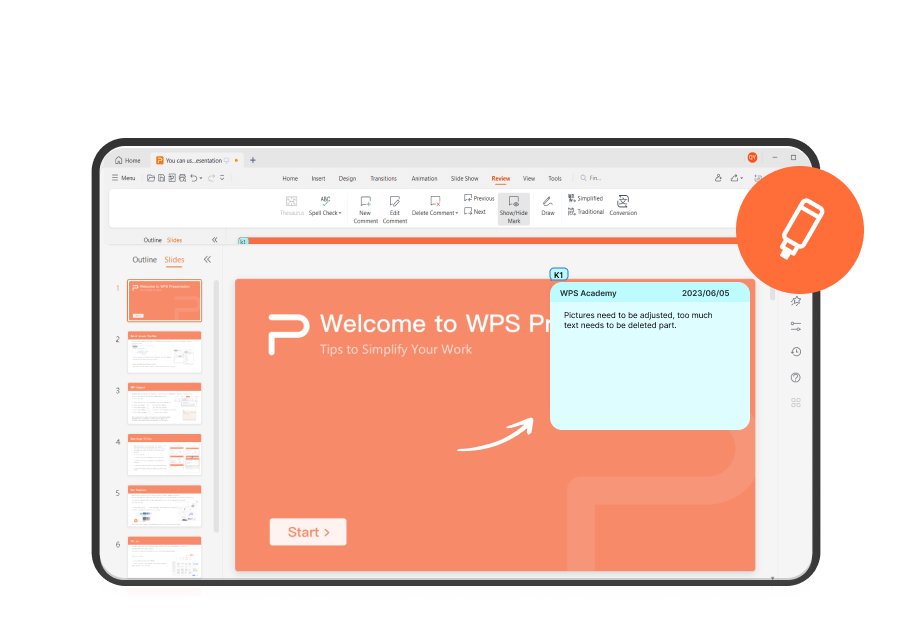 Home
You can us...esentation
CY
Menu
Home Insert Design Transitions Animation Slide Show Review View Tools Fin...
Thesaurus
ABC
Spell Check
New
Comment
Edit
Comment
Delete Comment
Previous
Next
Show/Hide
Mark
Draw
Simplified
Traditional
Conversion
Outline Slides
K1
Outline Slides
1
2
3
4
5
6
K1
WPS Academy 2023/06/05
Pictures need to be adjusted, too much
text needs to be deleted part.
Welcome to WPS Pr
Tips to Simplify Your Work
Start >